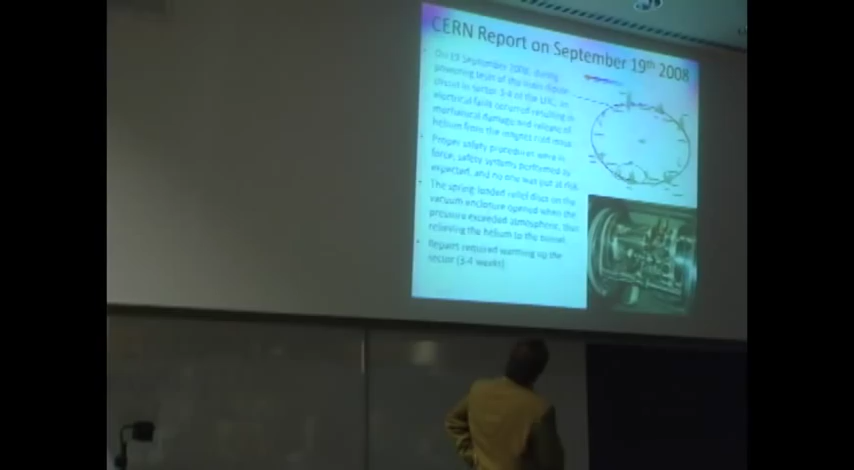 CERN Report on September 19th 2008
On 19 September 2008, during
powering tests of the main dipole
circuit in sector 3-4 of the LHC, an
electrical fault occurred resulting in
mechanical damage and release of
helium from the magnet cold mass
Proper safety procedures were in
force, safety systems performed as
expected, and no one was put at risk.
The spring-loaded relief discs on the
vacuum enclosure opened when the
pressure exceeded atmosphere, thus
relieving the helium to the tunnel.
Repairs required warming up the
sector (3-4 weeks)